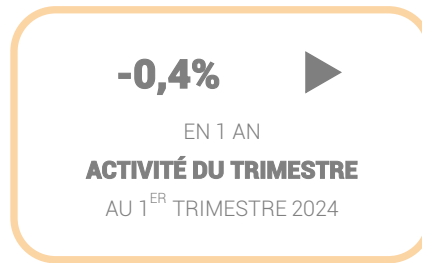 -0,4%
EN 1 AN
ACTIVITÉ DU TRIMESTRE
AU 1ER TRIMESTRE 2024